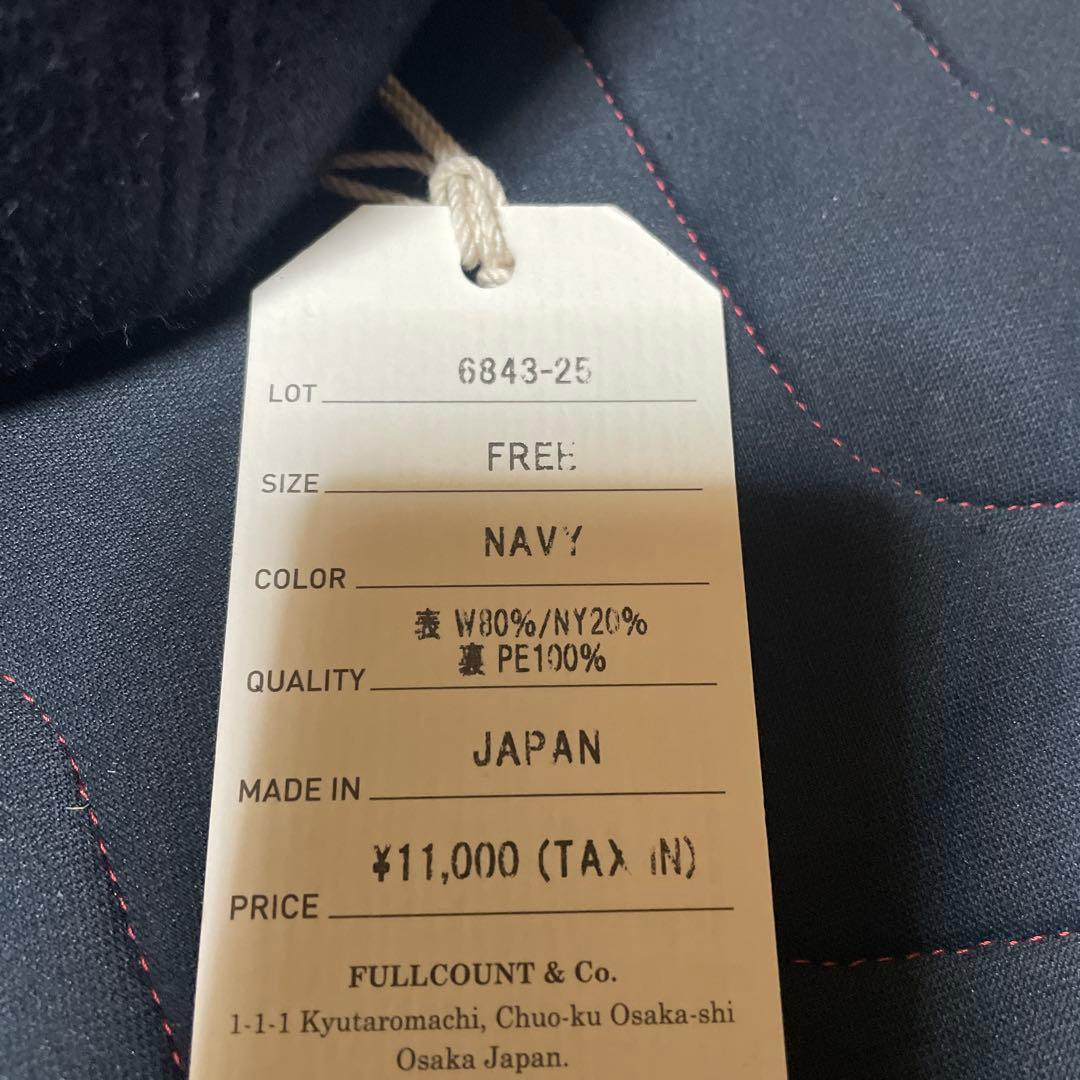 LOT 6843-25
SIZE FREE
COLOR NAVY
表 W80%/NY20%
QUALITY 裏 PE100%
MADE IN JAPAN
PRICE ¥11,000 (TAX IN)
FULLCOUNT & Co.
1-1-1 Kyutaromachi, Chuo-ku Osaka-shi
Osaka Japan.